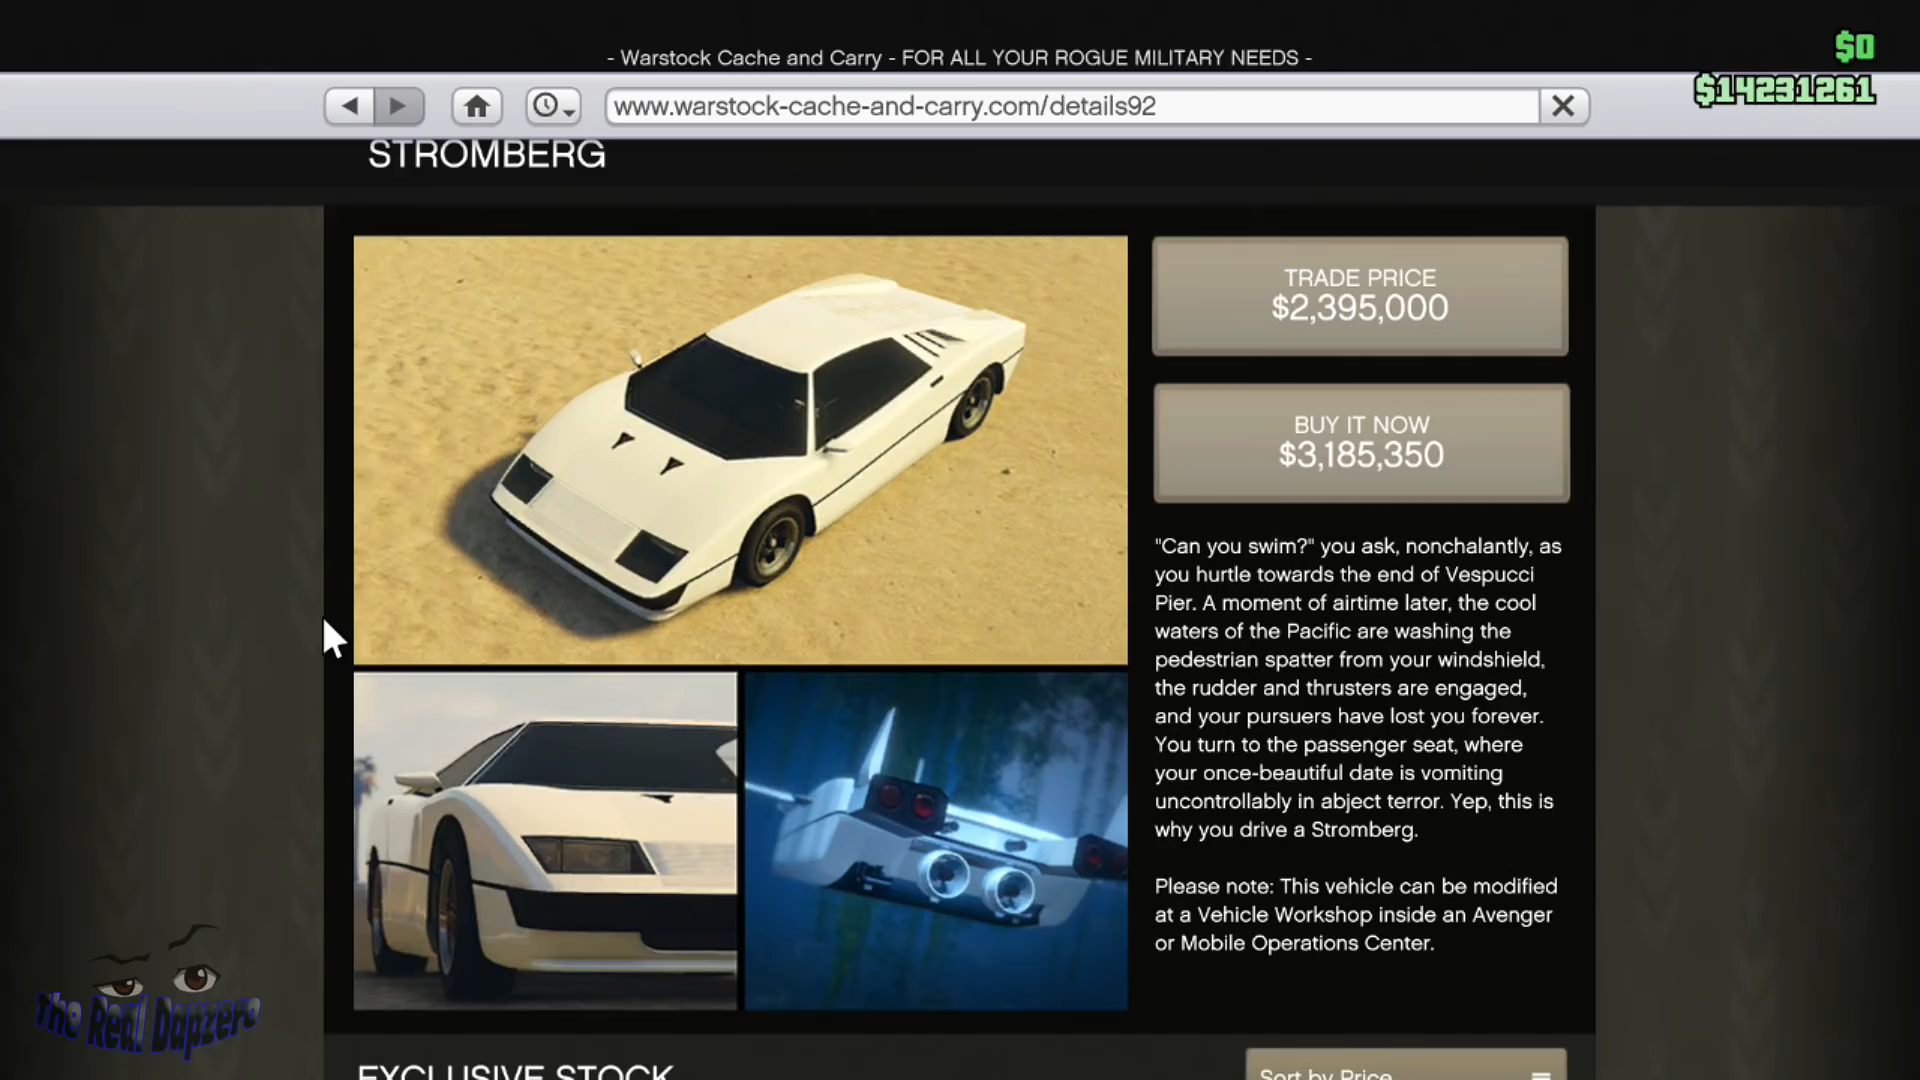 - Warstock Cache and Carry - FOR ALL YOUR ROGUE MILITARY NEEDS -
$0
$14231261
www.warstock-cache-and-carry.com/details92
STROMBERG
TRADE PRICE
$2,395,000
BUY IT NOW
$3,185,350
"Can you swim?" you ask, nonchalantly, as
you hurtle towards the end of Vespucci
Pier. A moment of airtime later, the cool
waters of the Pacific are washing the
pedestrian spatter from your windshield,
the rudder and thrusters are engaged,
and your pursuers have lost you forever.
You turn to the passenger seat, where
your once-beautiful date is vomiting
uncontrollably in abject terror. Yep, this is
why you drive a Stromberg.
Please note: This vehicle can be modified
at a Vehicle Workshop inside an Avenger
or Mobile Operations Center.
The Real Dapzero
EXCLUSIVE STOCK
Sort by Price